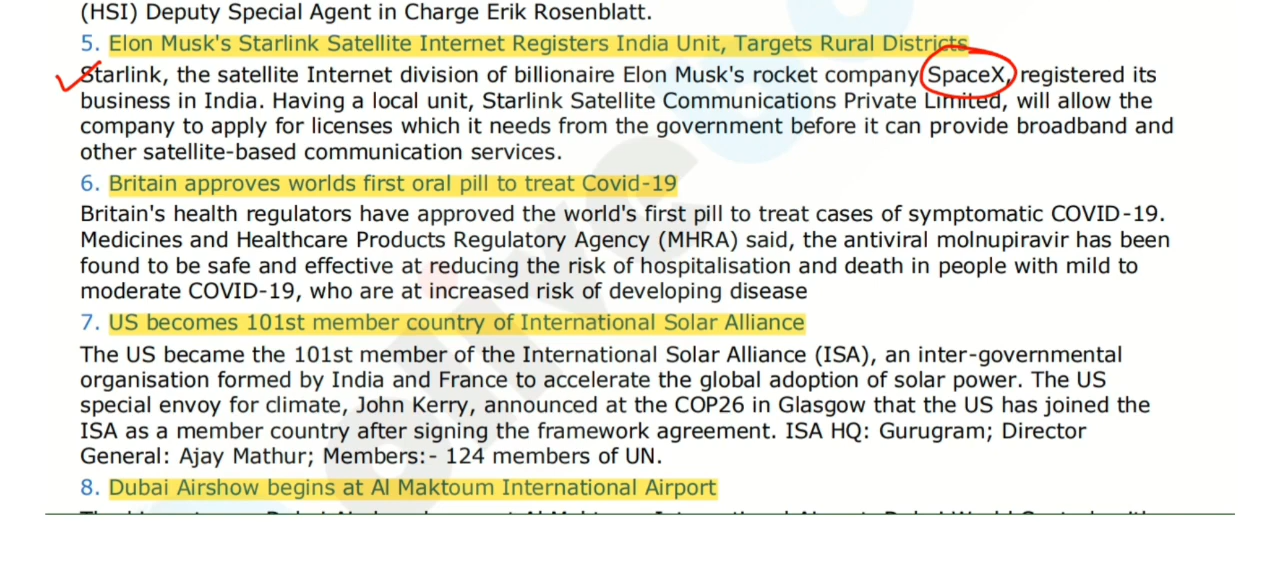 (HSI) Deputy Special Agent in Charge Erik Rosenblatt.
5. Elon Musk's Starlink Satellite Internet Registers India Unit, Targets Rural Districts
Starlink, the satellite Internet division of billionaire Elon Musk's rocket company SpaceX, registered its
business in India. Having a local unit, Starlink Satellite Communications Private Limited, will allow the
company to apply for licenses which it needs from the government before it can provide broadband and
other satellite-based communication services.
6. Britain approves worlds first oral pill to treat Covid-19
Britain's health regulators have approved the world's first pill to treat cases of symptomatic COVID-19.
Medicines and Healthcare Products Regulatory Agency (MHRA) said, the antiviral molnupiravir has been
found to be safe and effective at reducing the risk of hospitalisation and death in people with mild to
moderate COVID-19, who are at increased risk of developing disease
7. US becomes 101st member country of International Solar Alliance
The US became the 101st member of the International Solar Alliance (ISA), an inter-governmental
organisation formed by India and France to accelerate the global adoption of solar power. The US
special envoy for climate, John Kerry, announced at the COP26 in Glasgow that the US has joined the
ISA as a member country after signing the framework agreement. ISA HQ: Gurugram; Director
General: Ajay Mathur; Members:- 124 members of UN.
8. Dubai Airshow begins at Al Maktoum International Airport